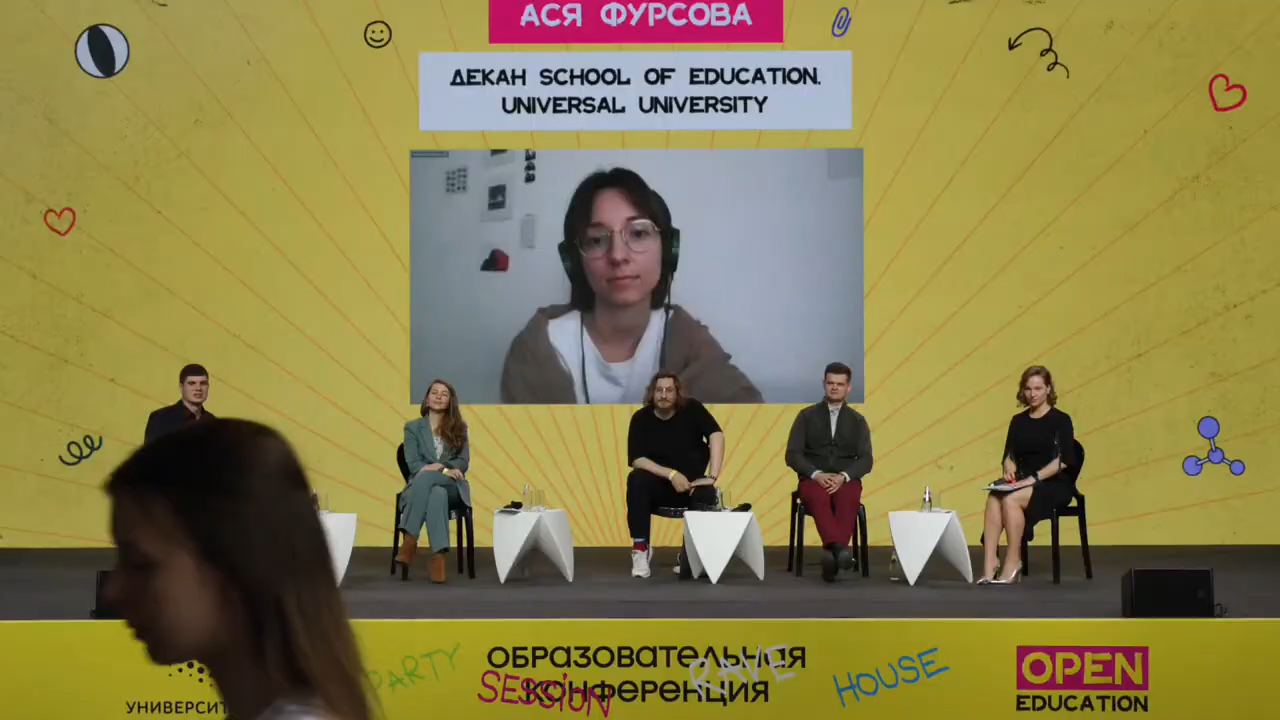 АСЯ ФУРСОВА
ДЕКАН SCHOOL OF EDUCATION.
UNIVERSAL UNIVERSITY
PARTY
ОБРАЗОВАТЕЛЬНАЯ
RAVE
HOUSE
SESSION
КОНФЕРЕНЦИЯ
OPEN
EDUCATION
УНИВЕРСИТ